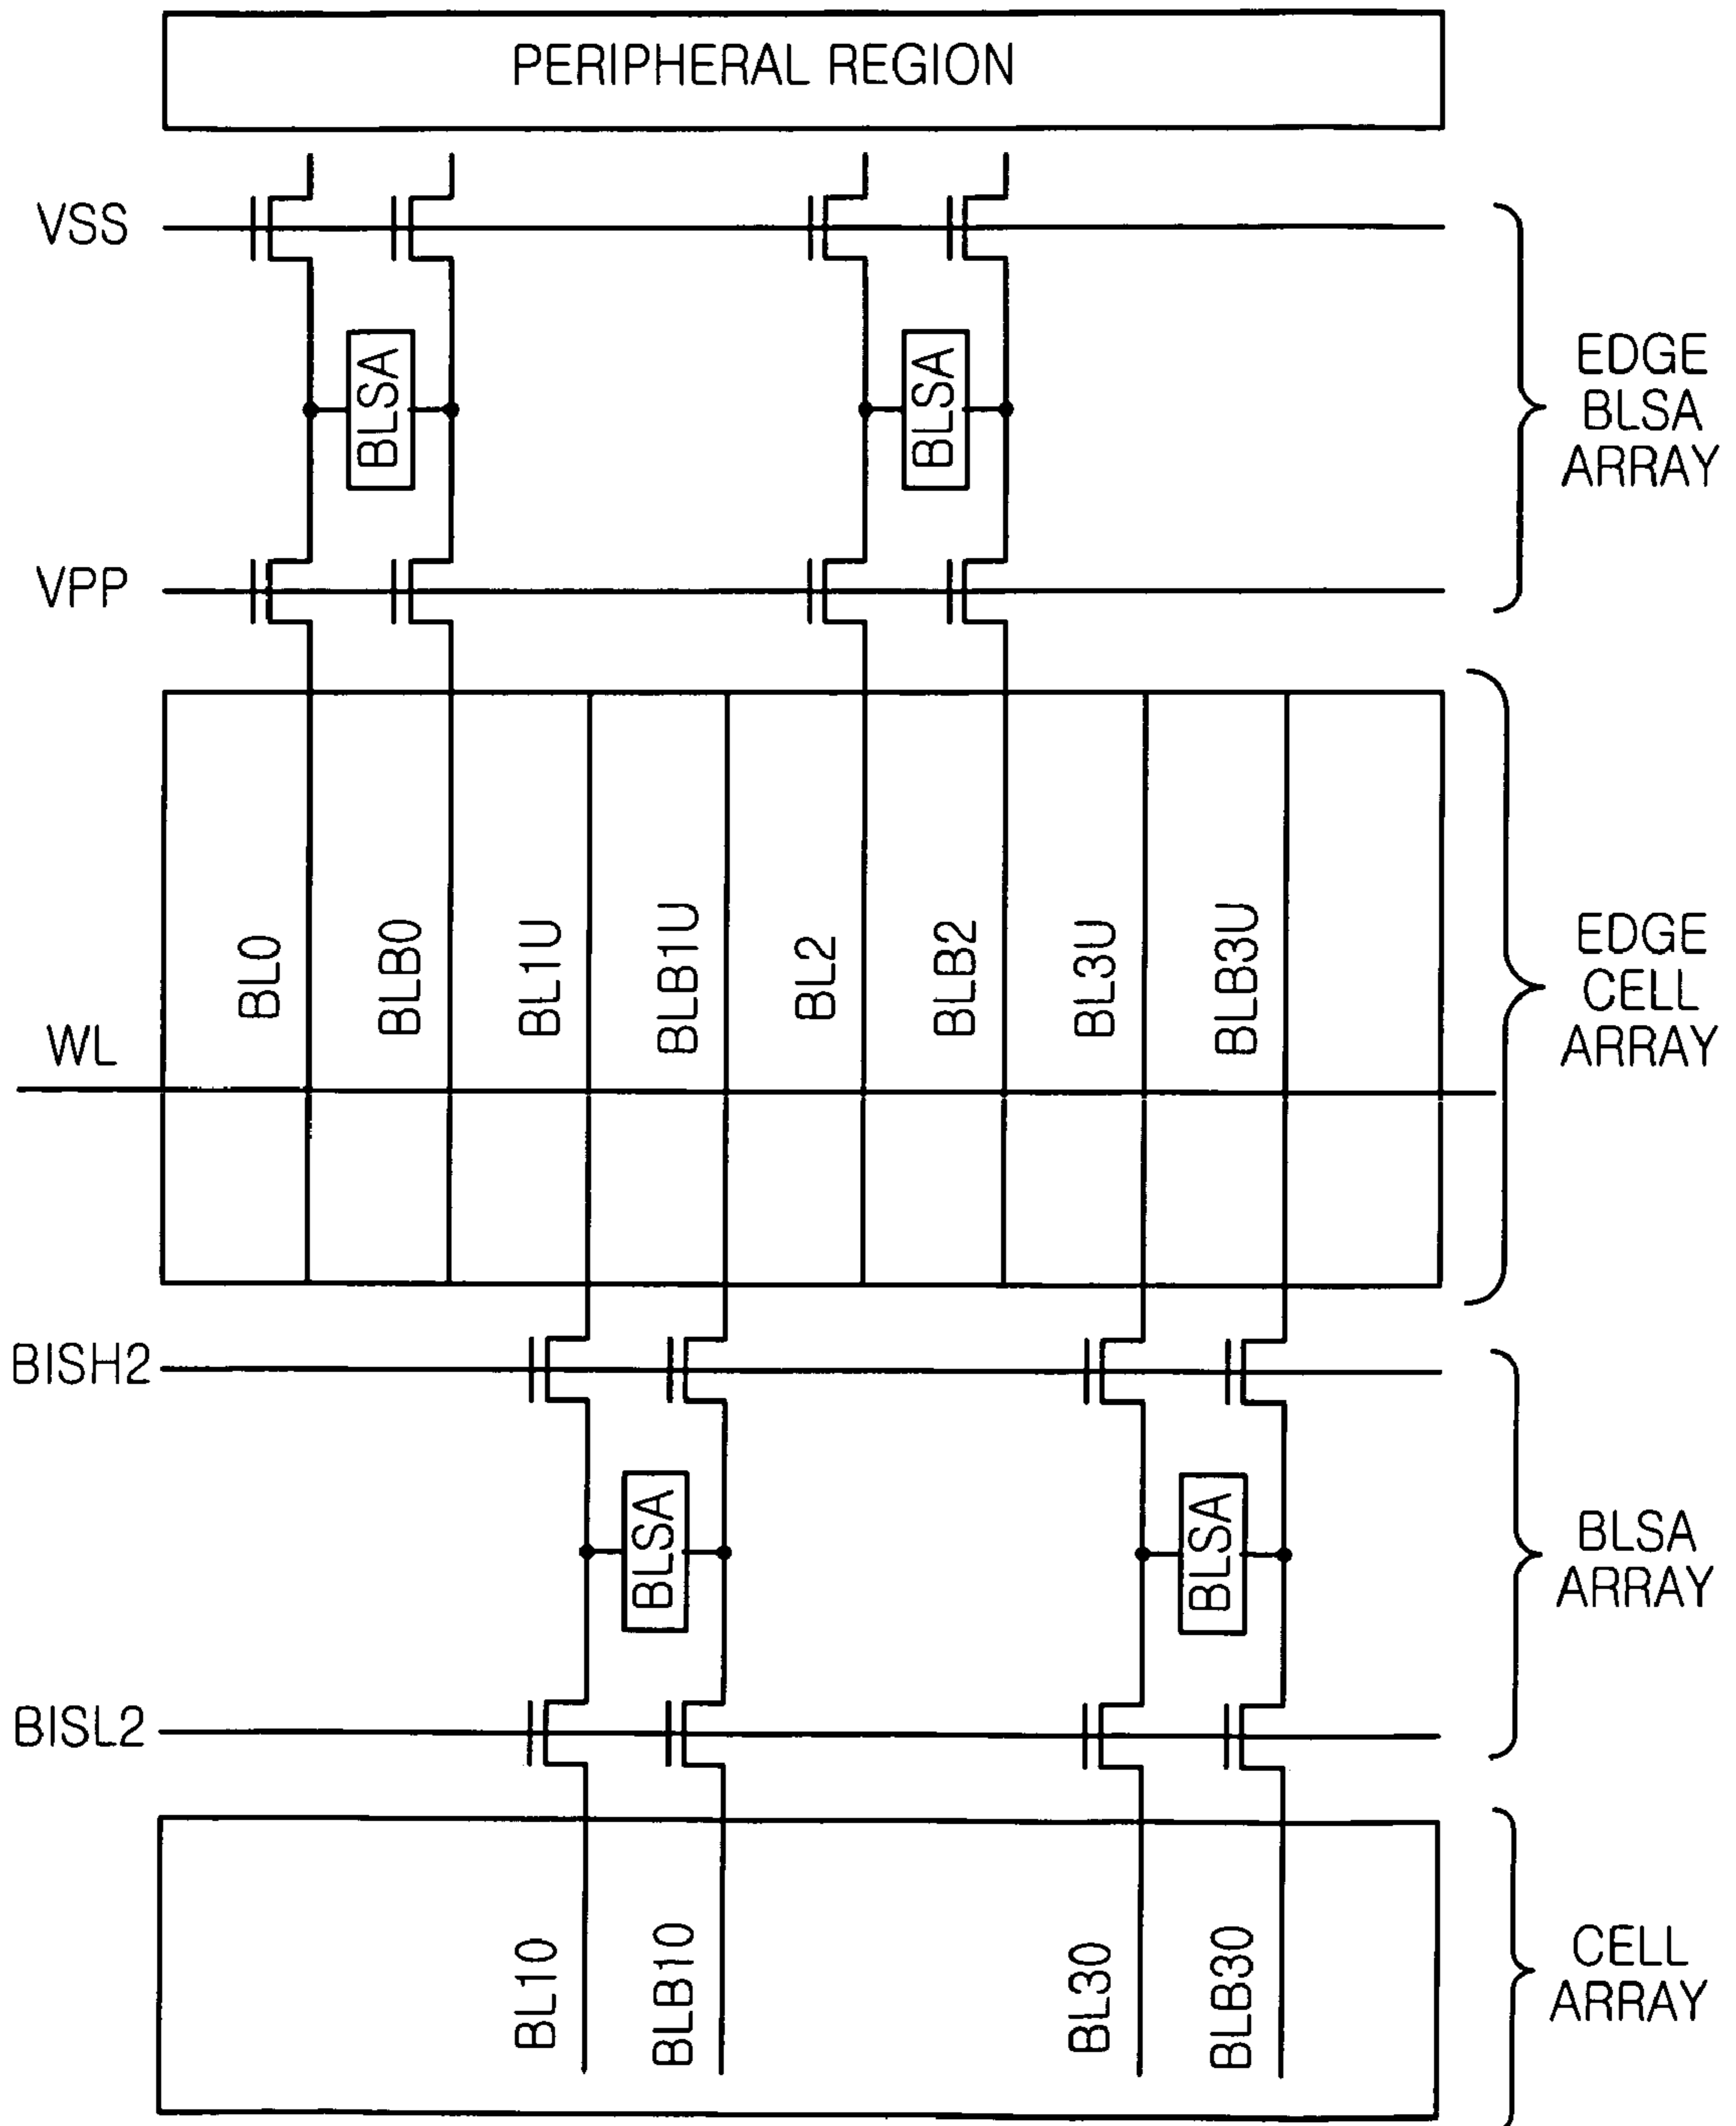 PERIPHERAL REGION
VSS
BLSA
BLSA
EDGE
BLSA
ARRAY
VPP
BL0
BLB0
BL1U
BLB1U
BL2
BLB2
BL3U
BLB3U
EDGE
CELL
ARRAY
WL
BISH2
BLSA
BLSA
BLSA
ARRAY
BISL2
BL10
BLB10
BL30
BLB30
CELL
ARRAY